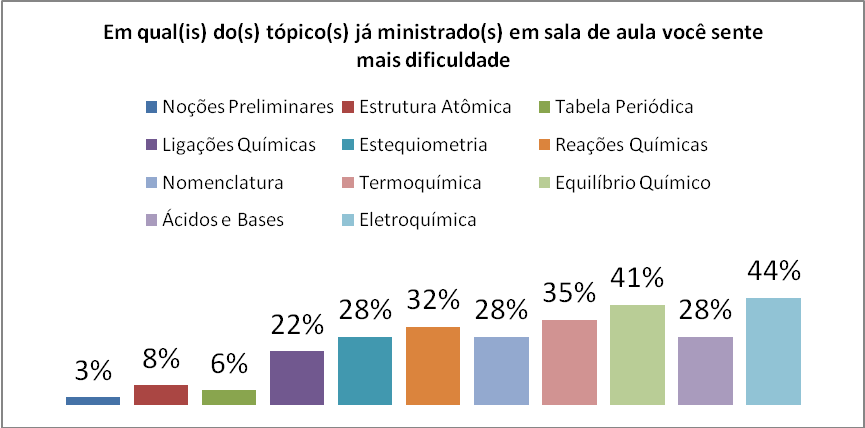 Em qual(is) do(s) tópico(s) já ministrado(s) em sala de aula você sente
mais dificuldade
Noções Preliminares Estrutura Atômica Tabela Periódica
Ligações Químicas Estequiometria Reações Químicas
Nomenclatura Termoquímica Equilíbrio Químico
Ácidos e Bases Eletroquímica
3% 8% 6% 22% 28% 32% 28% 35% 41% 28% 44%